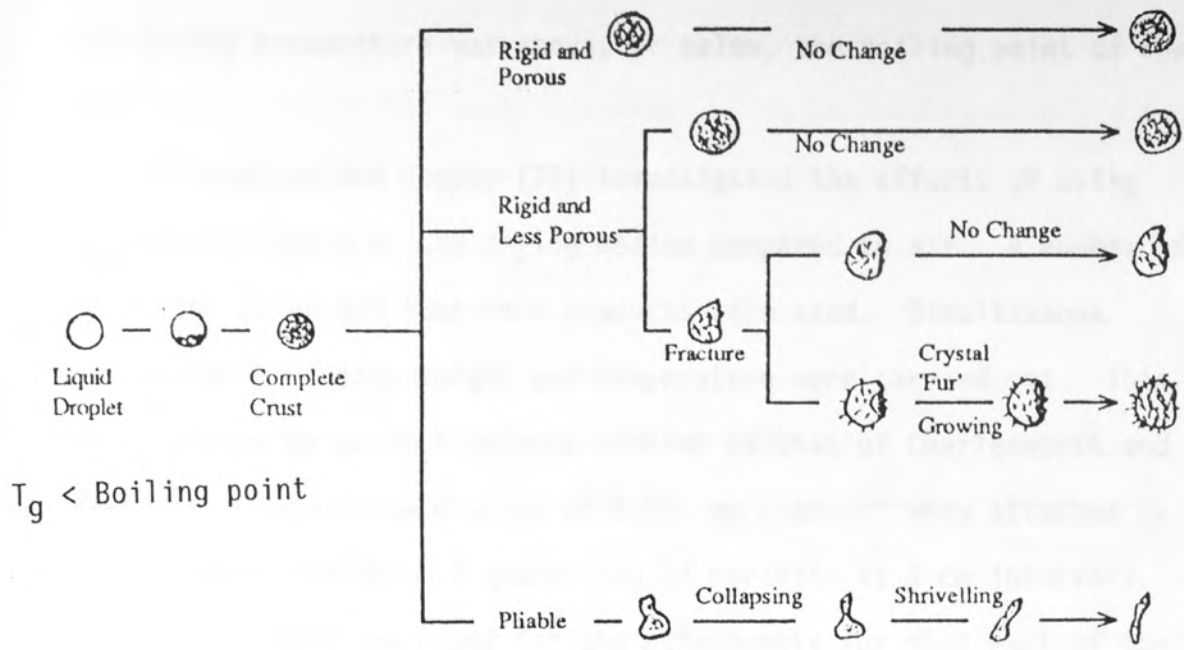 Rigid and
Porous
No Change
No Change
Rigid and
Less Porous
No Change
Fracture
Crystal
Fur
Growing
Liquid
Droplet
Complete
Crust
Tg < Boiling point
Pliable
Collapsing
Shrivelling